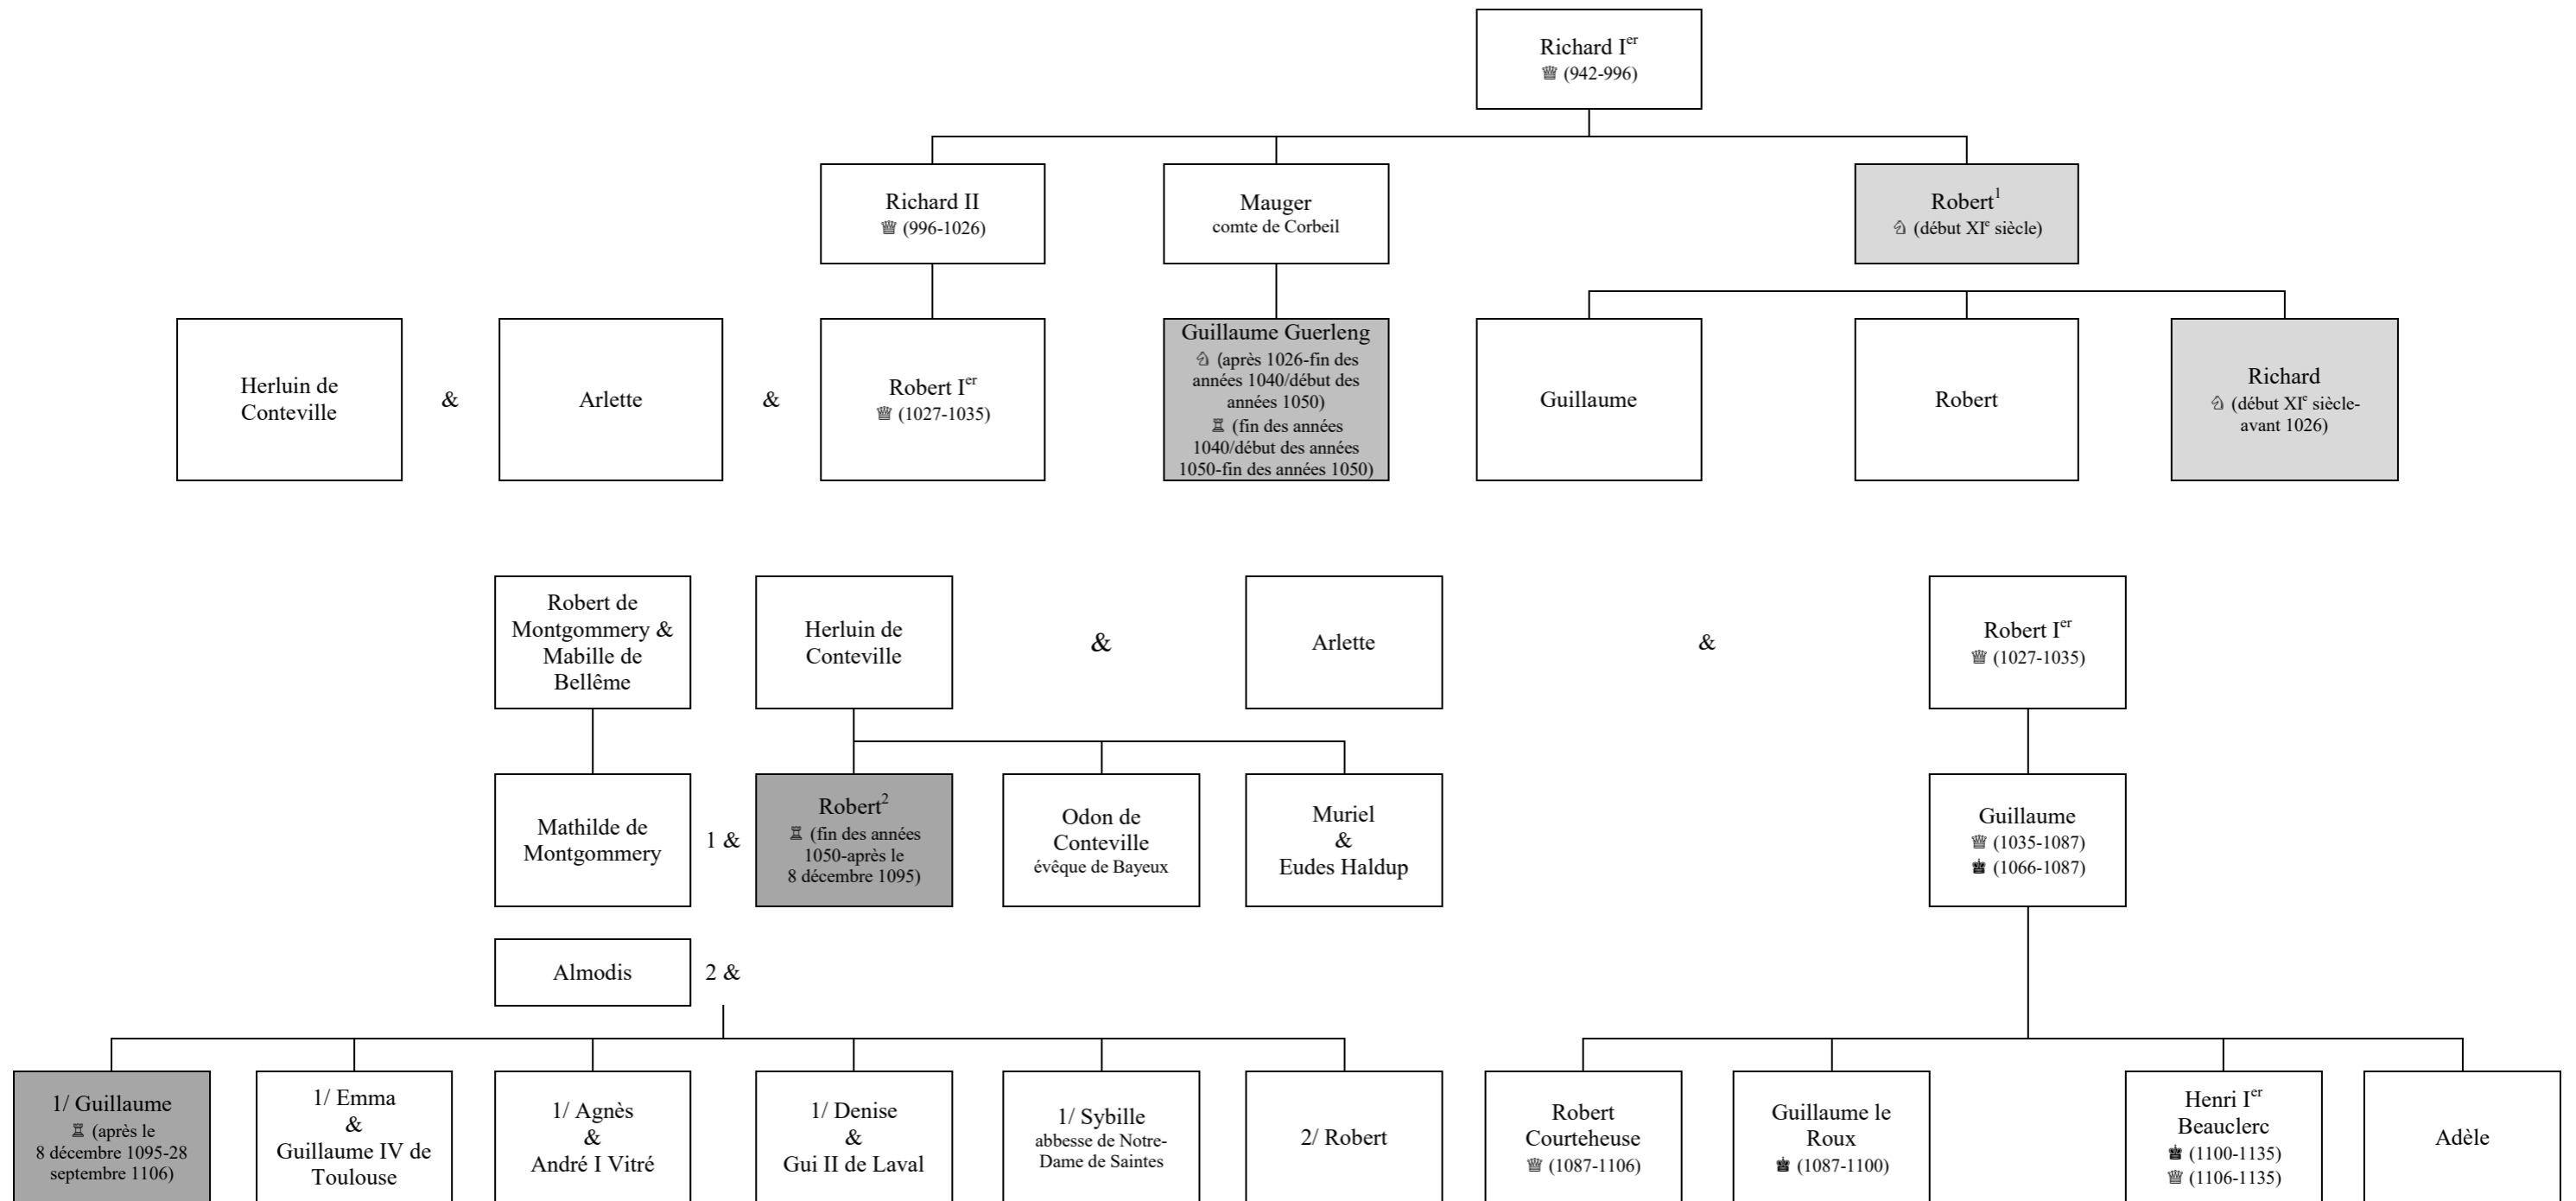 Richard Ier
♕ (942-996)
Richard II
♕ (996-1026)
Mauger
comte de Corbeil
Robert1
♘ (début XIe siècle)
Herluin de
Conteville
&
Arlette
&
Robert Ier
♕ (1027-1035)
Guillaume Guerleng
♘ (après 1026-fin des
années 1040/début des
années 1050)
♖ (fin des années
1040/début des années
1050-fin des années 1050)
Guillaume
Robert
Richard
♘ (début XIe siècle-
avant 1026)
Robert de
Montgommery &
Mabille de
Bellême
Herluin de
Conteville
&
Arlette
&
Robert Ier
♕ (1027-1035)
Mathilde de
Montgommery
1 &
Robert2
♖ (fin des années
1050-après le
8 décembre 1095)
Odon de
Conteville
évêque de Bayeux
Muriel
&
Eudes Haldup
Guillaume
♕ (1035-1087)
♚ (1066-1087)
Almodis
2 &
1/ Guillaume
♖ (après le
8 décembre 1095-28
septembre 1106)
1/ Emma
&
Guillaume IV de
Toulouse
1/ Agnès
&
André I Vitré
1/ Denise
&
Gui II de Laval
1/ Sybille
abbesse de Notre-
Dame de Saintes
2/ Robert
Robert
Courteheuse
♕ (1087-1106)
Guillaume le
Roux
♚ (1087-1100)
Henri Ier
Beauclerc
♚ (1100-1135)
♕ (1106-1135)
Adèle